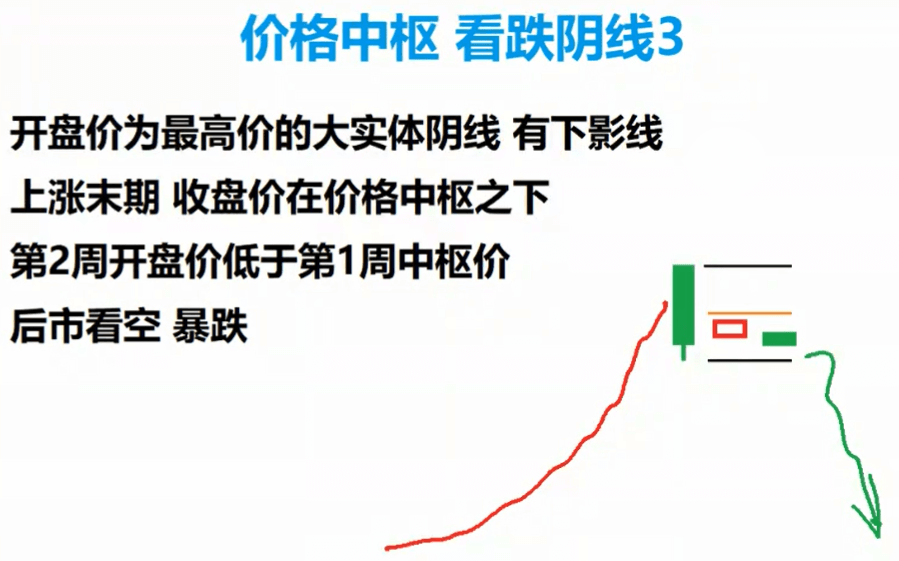 价格中枢 看跌阴线3
开盘价为最高价的大实体阴线 有下影线
上涨末期 收盘价在价格中枢之下
第2周开盘价低于第1周中枢价
后市看空 暴跌